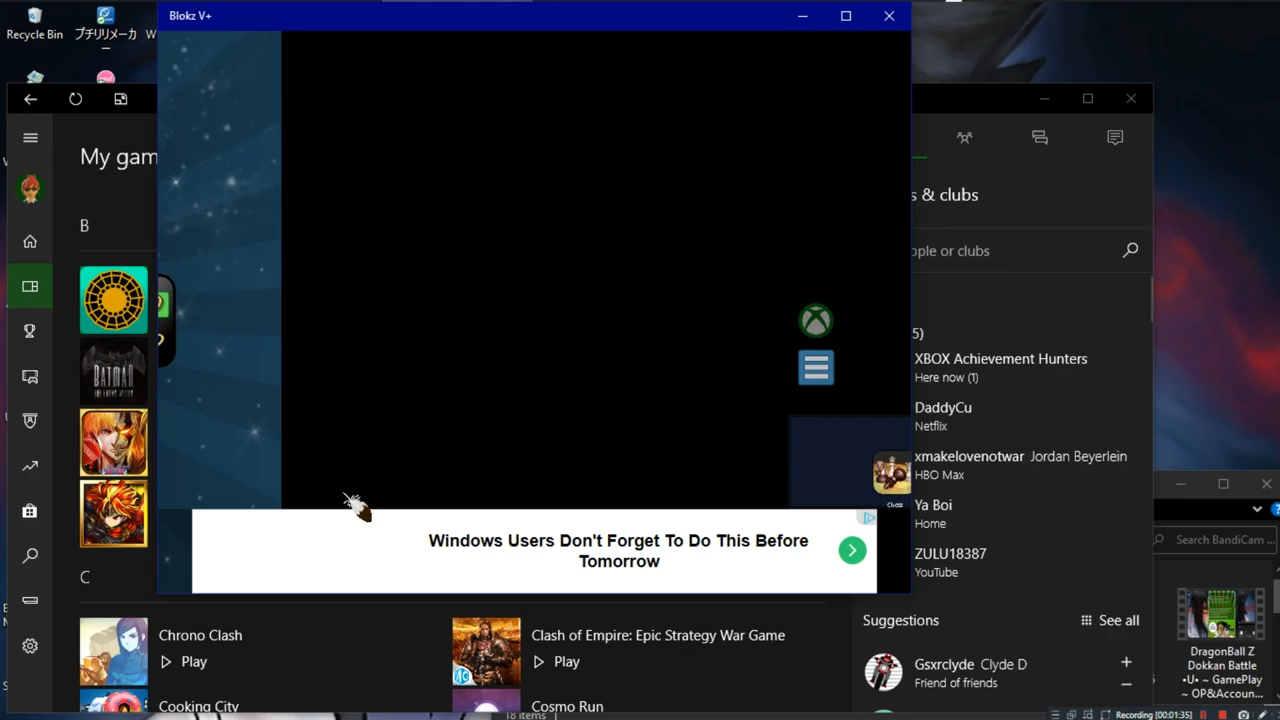 Recycle Bin
プチリメーカ
ー
W
Blokz V+
My gam
B
BATMAN
C
Chrono Clash
Play
Clash of Empire: Epic Strategy War Game
Play
Cooking City
Cosmo Run
18 items
Windows Users Don't Forget To Do This Before
Tomorrow
Chess
s & clubs
ople or clubs
5)
XBOX Achievement Hunters
Here now (1)
DaddyCu
Netflix
xmakelovenotwar Jordan Beyerlein
HBO Max
Ya Boi
Home
ZULU18387
YouTube
Suggestions
See all
Gsxrclyde Clyde D
Friend of friends
Search BandiCam ...
DragonBall Z
Dokkan Battle
•U• ~ GamePlay
~ OP&Accoun...
Recording [00:01:35]